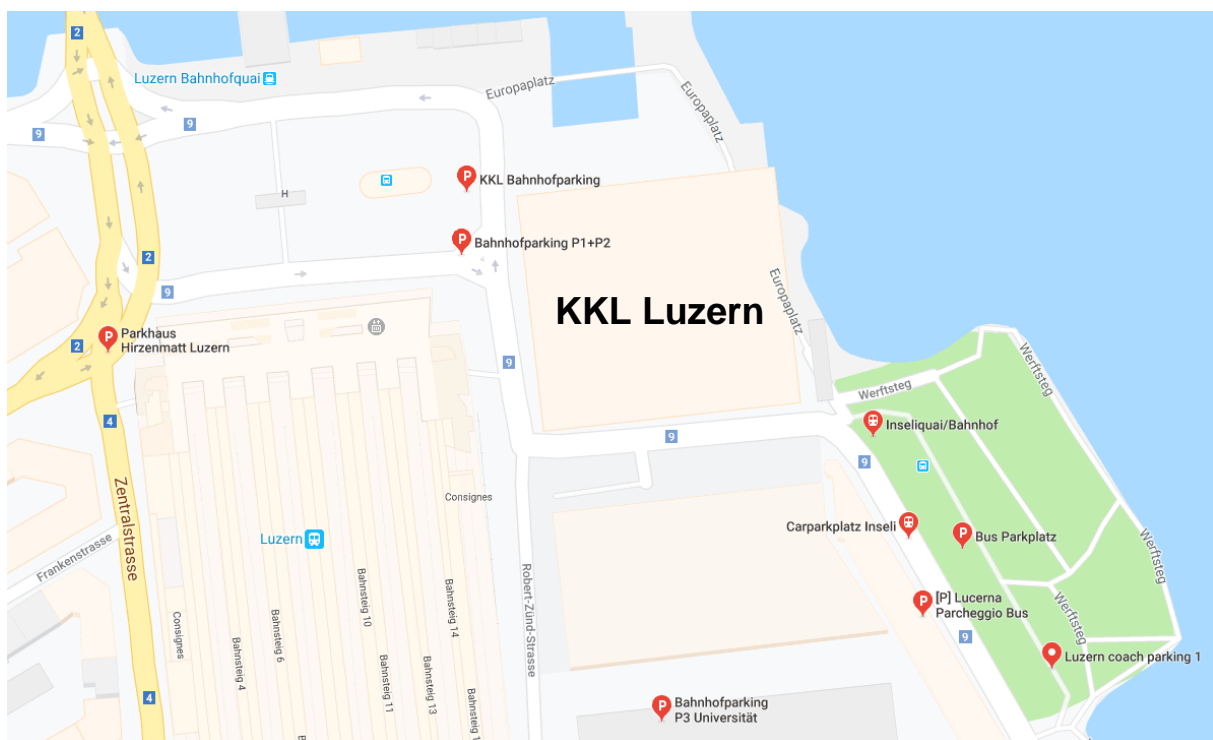 2
Luzern Bahnhofquai
Europaplatz
Europaplatz
9
9
KKL Bahnhofparking
H
Bahnhofparking P1+P2
2
9
Europaplatz
KKL Luzern
Parkhaus
Hirzenmatt Luzern
2
9
Werftsteg
Werftsteg
4
Inseliquai/Bahnhof
9
9
Zentralstrasse
Consignes
Carparkplatz Inseli
Bus Parkplatz
Luzern
Frankenstrasse
Werftsteg
Robert-Zünd-Strasse
[P] Lucerna
Parcheggio Bus
Werftsteg
9
Consignes
Bahnsteig 4
Bahnsteig 6
Bahnsteig 10
Bahnsteig 11
Bahnsteig 13
Bahnsteig 14
Luzern coach parking 1
4
Bahnhofparking
P3 Universität